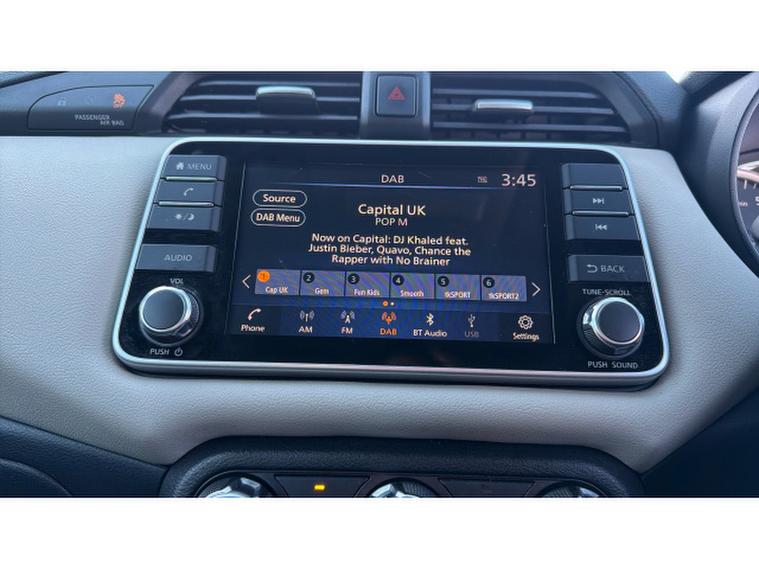 PASSENGER
AIR BAG
MENU
AUDIO
VOL
PUSH
DAB
3:45
Source
DAB Menu
Capital UK
POP M
Now on Capital: DJ Khaled feat.
Justin Bieber, Quavo, Chance the
Rapper with No Brainer
1 2 3 4 5 6
Cap UK Gem Fun Kids Smooth tkSPORT tkSPORT2
Phone AM FM DAB BT Audio USB Settings
BACK
TUNE-SCROLL
PUSH SOUND